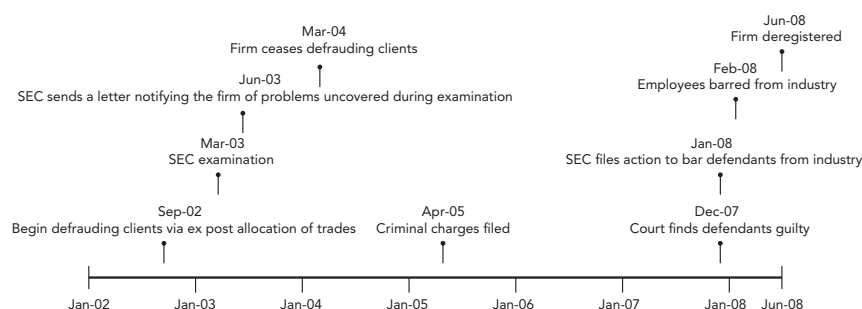 Jun-08
Firm deregistered
Mar-04
Firm ceases defrauding clients
Feb-08
Employees barred from industry
Jun-03
SEC sends a letter notifying the firm of problems uncovered during examination
Mar-03
SEC examination
Jan-08
SEC files action to bar defendants from industry
Sep-02
Begin defrauding clients via ex post allocation of trades
Apr-05
Criminal charges filed
Dec-07
Court finds defendants guilty
Jan-02 Jan-03 Jan-04 Jan-05 Jan-06 Jan-07 Jan-08 Jun-08